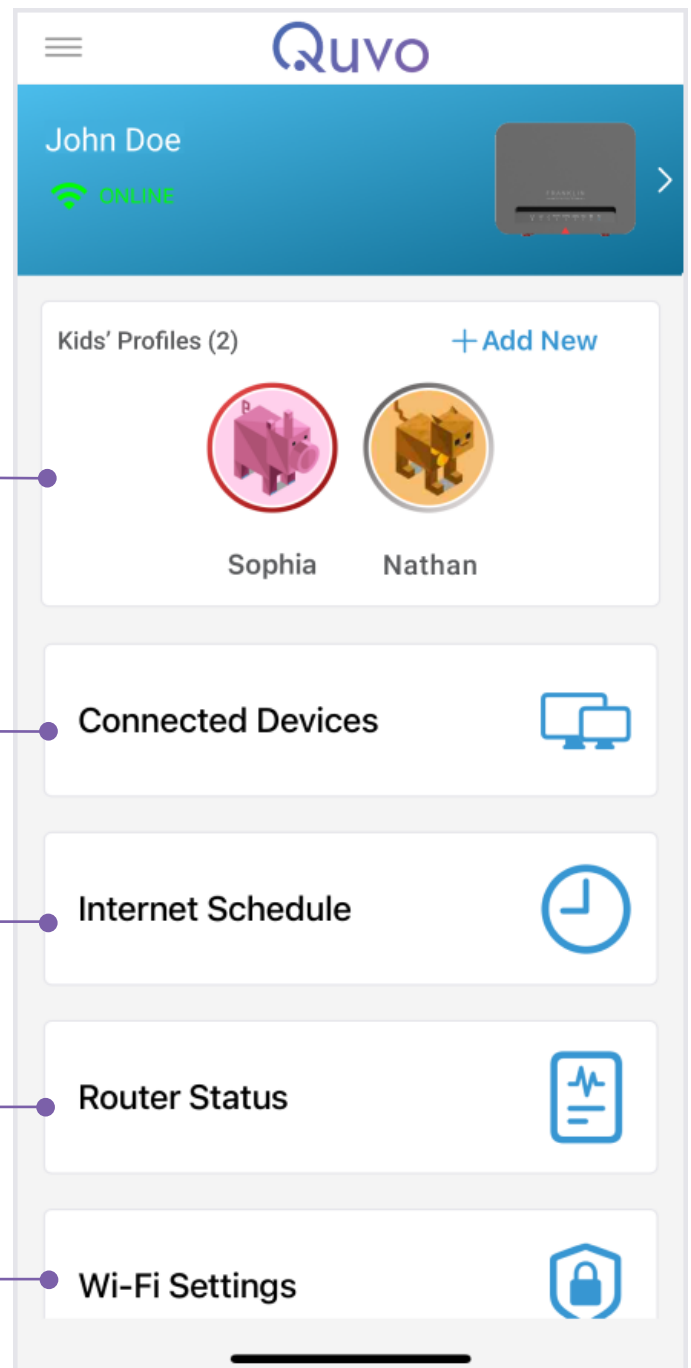 Quvo
John Doe
ONLINE
FRANKLIN
Kids’ Profiles (2)
+Add New
Sophia Nathan
Connected Devices
Internet Schedule
Router Status
Wi-Fi Settings